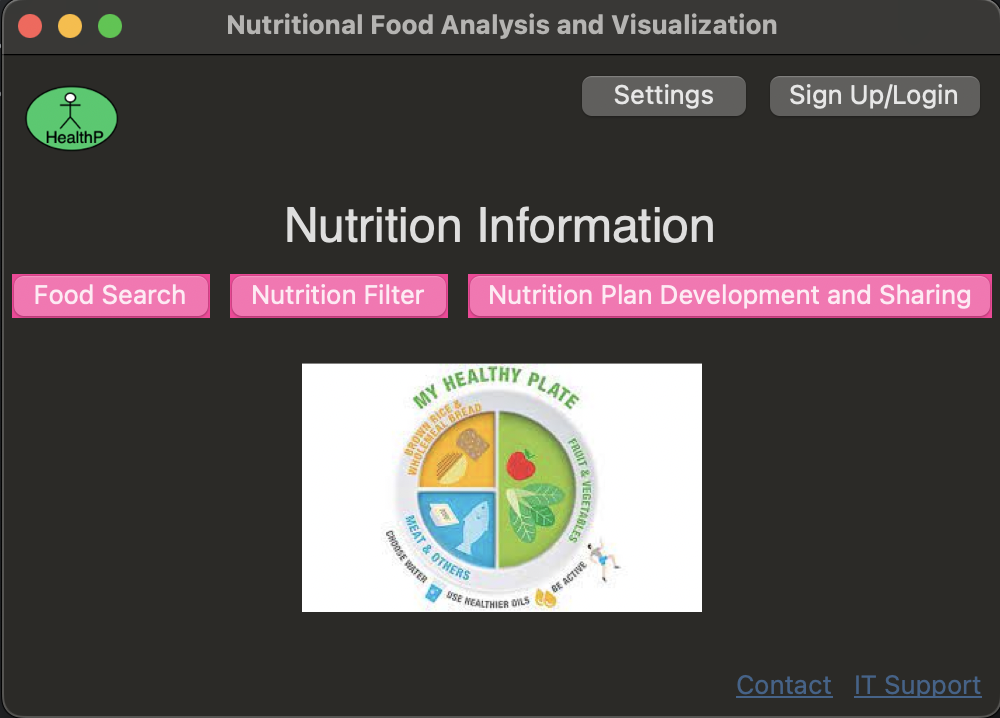 Nutritional Food Analysis and Visualization
Settings
Sign Up/Login
HealthP
Nutrition Information
Food Search
Nutrition Filter
Nutrition Plan Development and Sharing
MY HEALTHY PLATE
BROWN RICE &
WHOLEMEAL BREAD
FRUIT & VEGETABLES
MEAT & OTHERS
CHOOSE WATER
USE HEALTHIER OILS
BE ACTIVE
Contact
IT Support